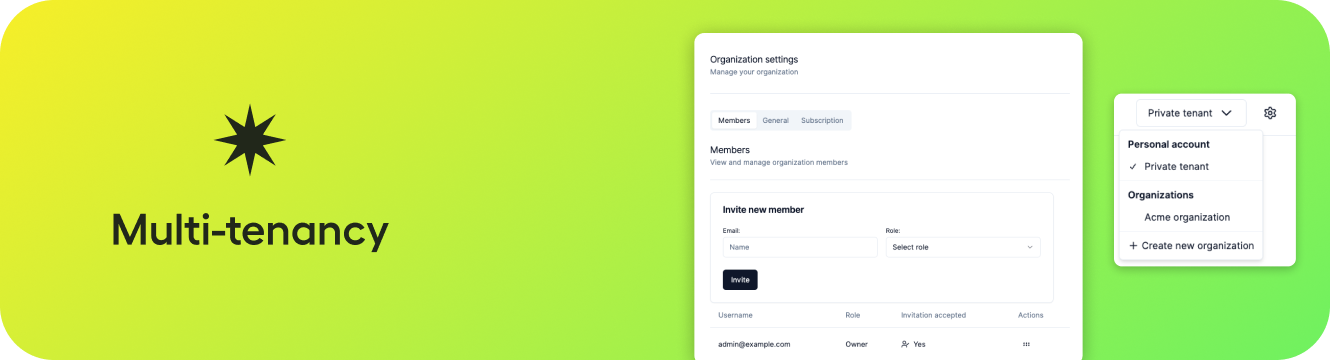 Multi-tenancy
Organization settings
Manage your organization
Members General Subscription
Members
View and manage organization members
Invite new member
Email: Role:
Name Select role
Invite
Username Role Invitation accepted Actions
admin@example.com Owner Yes
Private tenant
Personal account
Private tenant
Organizations
Acme organization
Create new organization